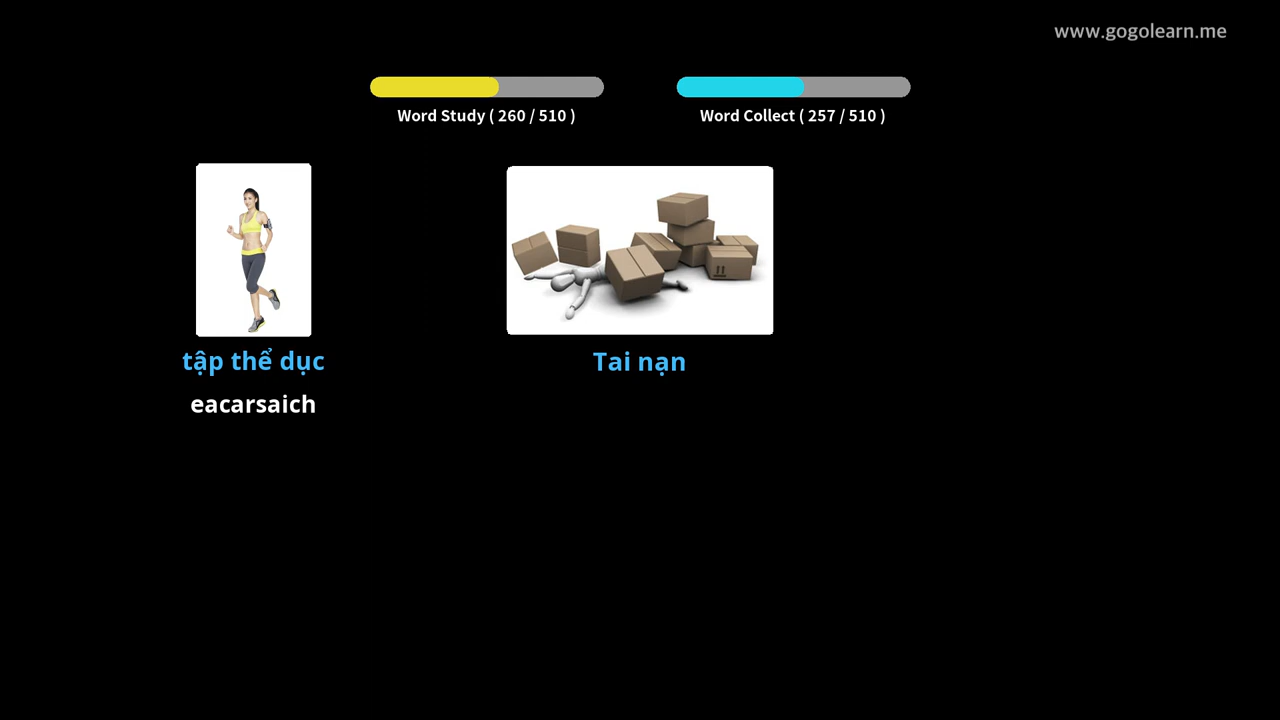 www.gogolearn.me
Word Study ( 260 / 510 )
Word Collect ( 257 / 510 )
tập thể dục
eacarsaich
Tai nạn